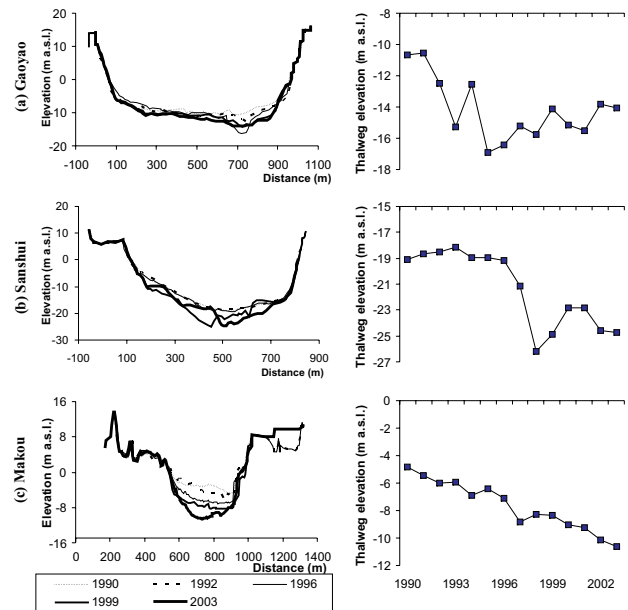 (a) Gaoyao
Elevation (m a.s.l.)
20
10
0
-10
-20
-100 100 300 500 700 900 1100
Distance (m)
Thalweg elevation (m a.s.l.)
-8
-10
-12
-14
-16
-18
(b) Sanshui
Elevation (m a.s.l.)
20
10
0
-10
-20
-30
-100 100 300 500 700 900
Distance (m)
Thalweg elevation (m a.s.l.)
-15
-17
-19
-21
-23
-25
-27
(c) Makou
Elevation (m a.s.l.)
16
8
0
-8
-16
0 200 400 600 800 1000 1200 1400
Distance (m)
Thalweg elevation (m a.s.l.)
0
-2
-4
-6
-8
-10
-12
1990 1993 1996 1999 2002
1990 1992 1996
1999 2003